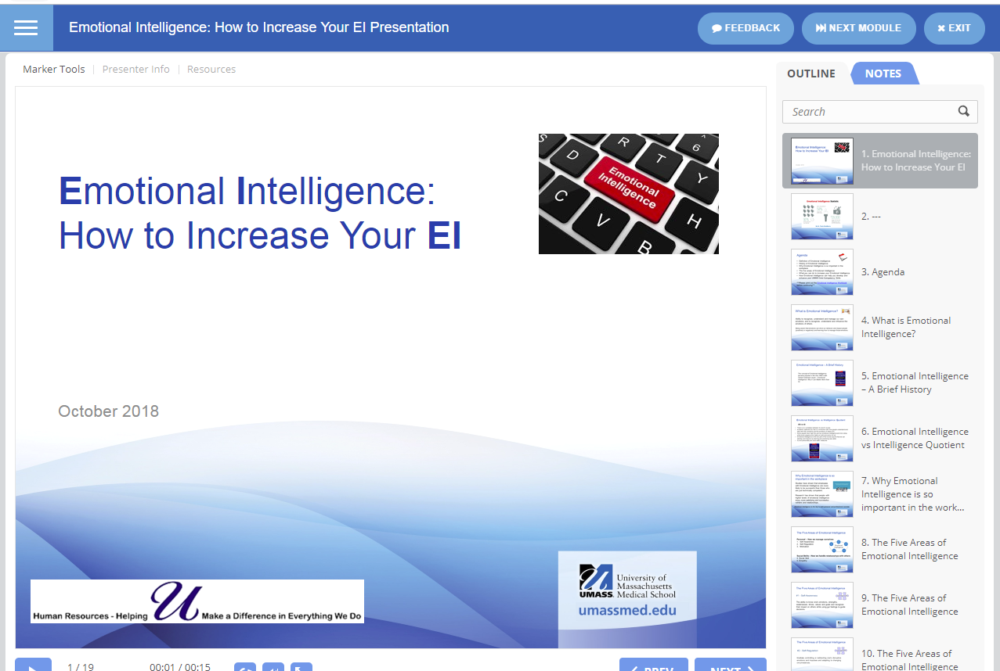 Emotional Intelligence: How to Increase Your EI Presentation
FEEDBACK
NEXT MODULE
EXIT
Marker Tools
Presenter Info
Resources
OUTLINE
NOTES
Search
Emotional Intelligence:
How to Increase Your EI
S
R
^
6
D
T
Y
Emotional
Intelligence
C
V
H
B
October 2018
Human Resources - Helping U Make a Difference in Everything We Do
UMASS
University of
Massachusetts
Medical School
umassmed.edu
1. Emotional Intelligence:
How to Increase Your EI
2. ---
3. Agenda
4. What is Emotional
Intelligence?
5. Emotional Intelligence
– A Brief History
6. Emotional Intelligence
vs Intelligence Quotient
7. Why Emotional
Intelligence is so
important in the work...
8. The Five Areas of
Emotional Intelligence
9. The Five Areas of
Emotional Intelligence
10. The Five Areas of
Emotional Intelligence
1 / 19
00:01 / 00:15
PREV
NEXT